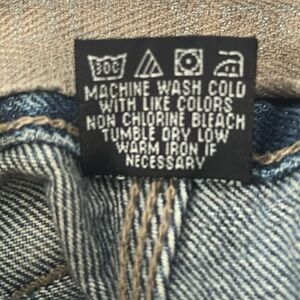 MACHINE WASH COLD
WITH LIKE COLORS
NON CHLORINE BLEACH
TUMBLE DRY LOW
WARM IRON IF
NECESSARY